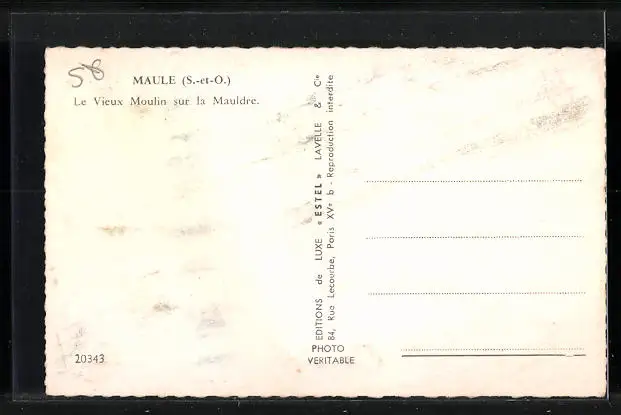 58
MAULE (S.-et-O.)
Le Vieux Moulin sur la Mauldre.
EDITIONS de LUXE « ESTEL » LAVELLE & Cie
84, Rue Lecourbe, Paris XVe b - Reproduction interdite
PHOTO
VERITABLE
20343